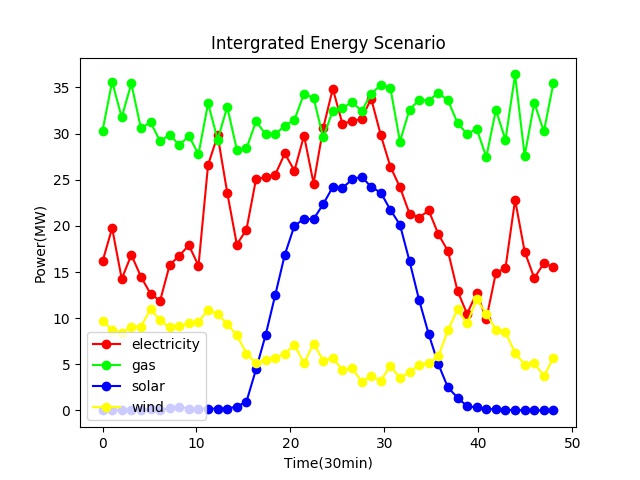 Intergrated Energy Scenario
Power(MW)
35
30
25
20
15
10
5
0
electricity
gas
solar
wind
0 10 20 30 40 50
Time(30min)